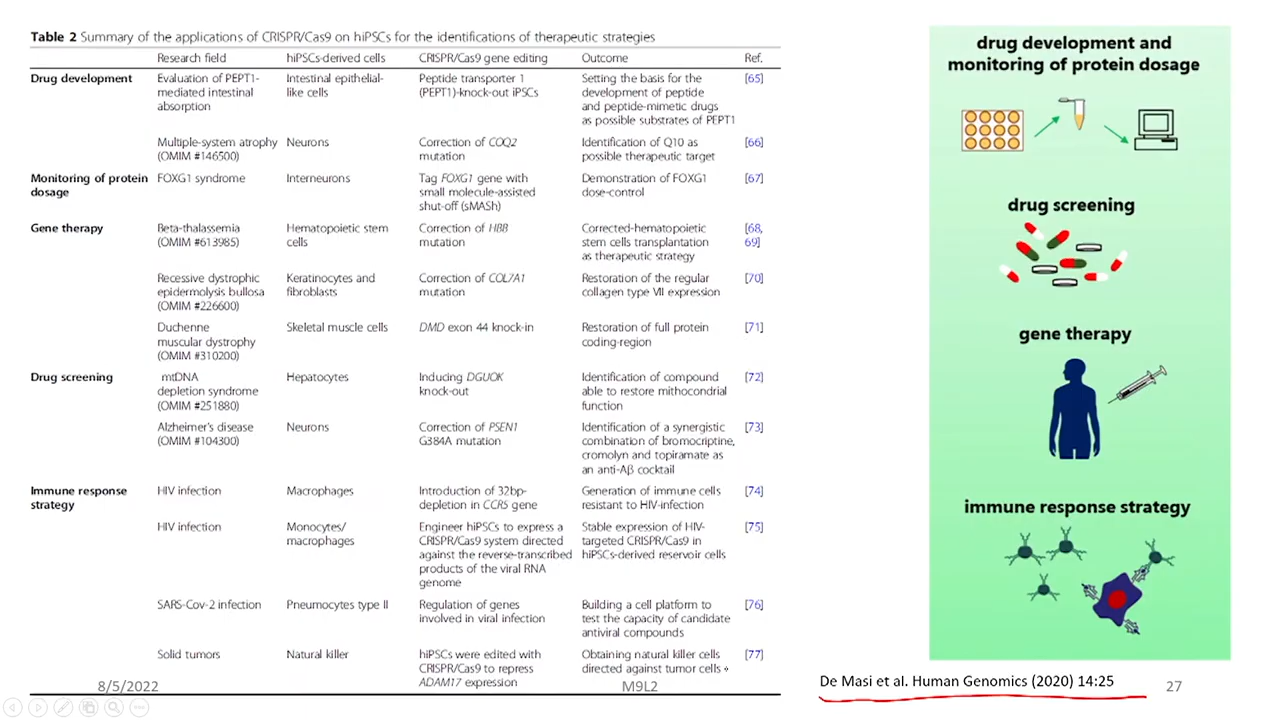 Table 2 Summary of the applications of CRISPR/Cas9 on hiPSCs for the identifications of therapeutic strategies
Research field hiPSCs-derived cells CRISPR/Cas9 gene editing Outcome Ref.
Drug development Evaluation of PEPT1- Intestinal epithelial- Peptide transporter 1 Setting the basis for the [65]
mediated intestinal like cells (PEPT1)-knock-out iPSCs development of peptide
absorption and peptide-mimetic drugs
as possible substrates of PEPT1
Multiple-system atrophy Neurons Correction of COQ2 Identification of Q10 as [66]
(OMIM #146500) mutation possible therapeutic target
Monitoring of protein FOXG1 syndrome Interneurons Tag FOXG1 gene with Demonstration of FOXG1 [67]
dosage small molecule-assisted dose-control
shut-off (sMASh)
Gene therapy Beta-thalassemia Hematopoietic stem Correction of HBB Corrected-hematopoietic [68,
(OMIM #613985) cells mutation stem cells transplantation 69]
as therapeutic strategy
Recessive dystrophic Keratinocytes and Correction of COL7A1 Restoration of the regular [70]
epidermolysis bullosa fibroblasts mutation collagen type VII expression
(OMIM #226600)
Duchenne Skeletal muscle cells DMD exon 44 knock-in Restoration of full protein [71]
muscular dystrophy coding-region
(OMIM #310200)
Drug screening mtDNA Hepatocytes Inducing DGUOK Identification of compound [72]
depletion syndrome knock-out able to restore mithocondrial
(OMIM #251880) function
Alzheimer's disease Neurons Correction of PSEN1 Identification of a synergistic [73]
(OMIM #104300) G384A mutation combination of bromocriptine,
cromolyn and topiramate as
an anti-Aβ cocktail
Immune response HIV infection Macrophages Introduction of 32bp- Generation of immune cells [74]
strategy depletion in CCR5 gene resistant to HIV-infection
HIV infection Monocytes/ Engineer hiPSCs to express a Stable expression of HIV- [75]
macrophages CRISPR/Cas9 system directed targeted CRISPR/Cas9 in
against the reverse-transcribed hiPSCs-derived reservoir cells
products of the viral RNA
genome
SARS-Cov-2 infection Pneumocytes type II Regulation of genes Building a cell platform to [76]
involved in viral infection test the capacity of candidate
antiviral compounds
Solid tumors Natural killer hiPSCs were edited with Obtaining natural killer cells [77]
CRISPR/Cas9 to repress directed against tumor cells
ADAM17 expression
drug development and
monitoring of protein dosage
drug screening
gene therapy
immune response strategy
De Masi et al. Human Genomics (2020) 14:25
8/5/2022 M9L2 27